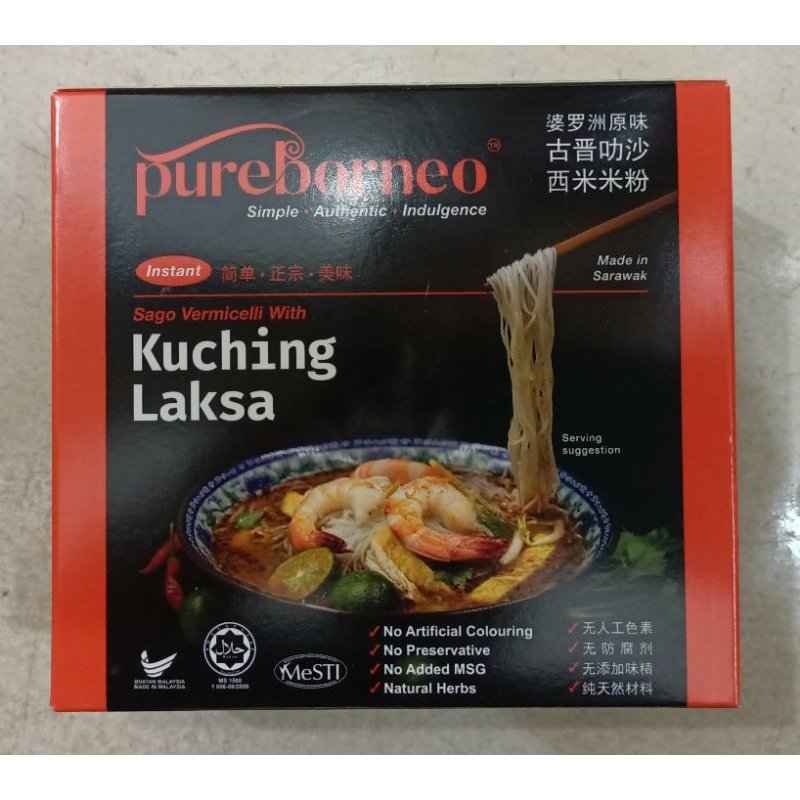 pureborneo™
Simple · Authentic · Indulgence
婆罗洲原味
古晋叻沙
西米米粉
Instant
简单·正宗·美味
Made in
Sarawak
Sago Vermicelli With
Kuching
Laksa
Serving
suggestion
✓No Artificial Colouring
✓No Preservative
✓No Added MSG
✓Natural Herbs
✓无人工色素
✓无防腐剂
✓无添加味精
✓纯天然材料
BUATAN MALAYSIA
MADE IN MALAYSIA
حلال
MS 1500
MeSTI